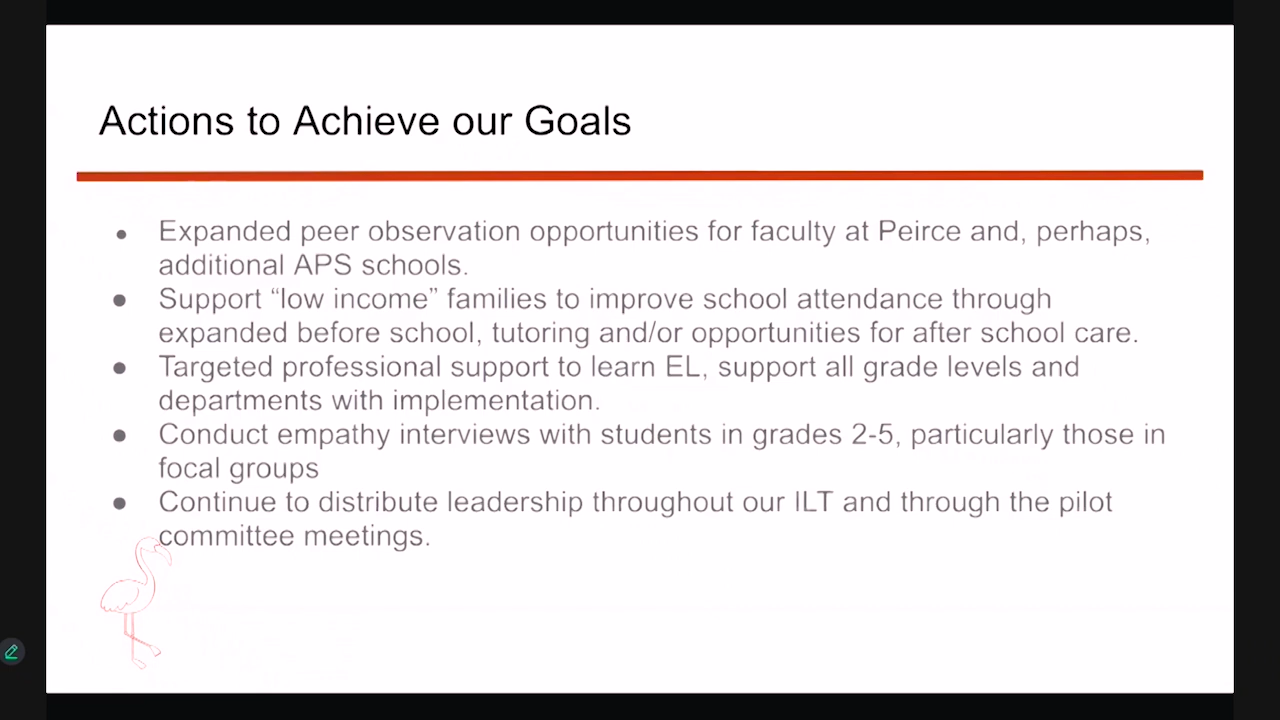 Actions to Achieve our Goals
● Expanded peer observation opportunities for faculty at Peirce and, perhaps,
additional APS schools.
● Support “low income” families to improve school attendance through
expanded before school, tutoring and/or opportunities for after school care.
● Targeted professional support to learn EL, support all grade levels and
departments with implementation.
● Conduct empathy interviews with students in grades 2-5, particularly those in
focal groups
● Continue to distribute leadership throughout our ILT and through the pilot
committee meetings.